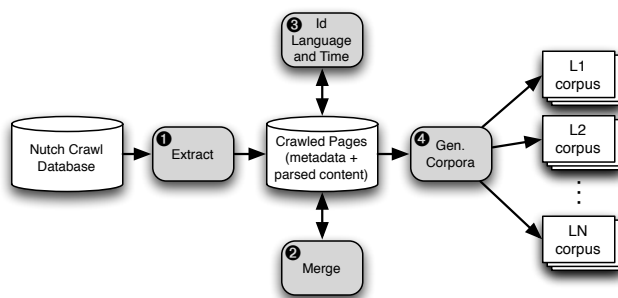 ❸ Id
Language
and Time
L1
corpus
Nutch Crawl
Database
❶
Extract
Crawled Pages
(metadata +
parsed content)
❹ Gen.
Corpora
L2
corpus
❷
Merge
LN
corpus